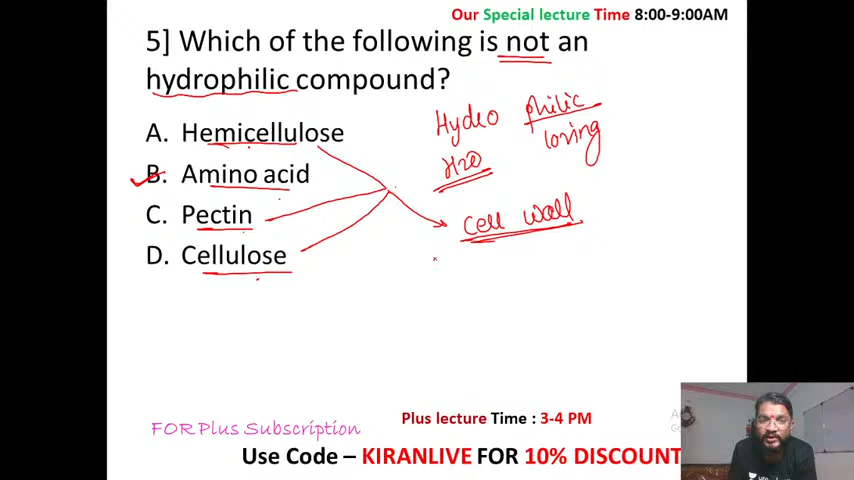 Our Special lecture Time 8:00-9:00AM
5] Which of the following is not an
hydrophilic compound?
A. Hemicellulose
B. Amino acid
C. Pectin
D. Cellulose
Hydro philic
H2O loving
cell wall
FOR Plus Subscription
Plus lecture Time : 3-4 PM
Use Code – KIRANLIVE FOR 10% DISCOUNT